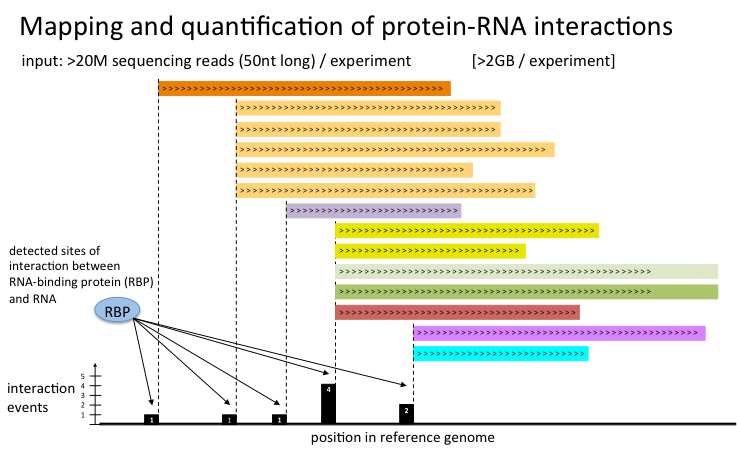 Mapping and quantification of protein-RNA interactions
input: >20M sequencing reads (50nt long) / experiment [>2GB / experiment]
detected sites of
interaction between
RNA-binding protein (RBP)
and RNA
RBP
interaction
events
5
4
3
2
1
1
1
1
4
2
position in reference genome